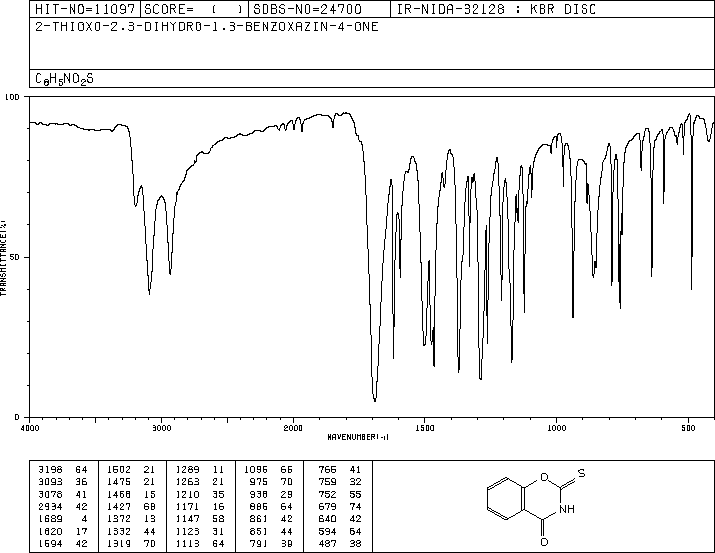 HIT-NO=11097 SCORE= ( ) SDBS-NO=24700 IR-NIDA-32128 : KBR DISC
2-THIOXO-2,3-DIHYDRO-1,3-BENZOXAZIN-4-ONE
C8H5NO2S
100
50
0
TRANSMITTANCE(%)
4000 3000 2000 1500 1000 500
WAVENUMBER(-1)
3198 64 1502 21 1289 11 1096 66 766 41
3093 36 1475 21 1263 21 975 70 759 32
3078 41 1468 15 1210 35 938 29 752 55
2934 42 1427 68 1171 16 886 64 679 74
1689 4 1372 13 1147 58 861 42 640 42
1620 17 1332 44 1123 31 851 44 594 64
1594 42 1319 70 1113 64 791 39 487 38
O S
NH
O